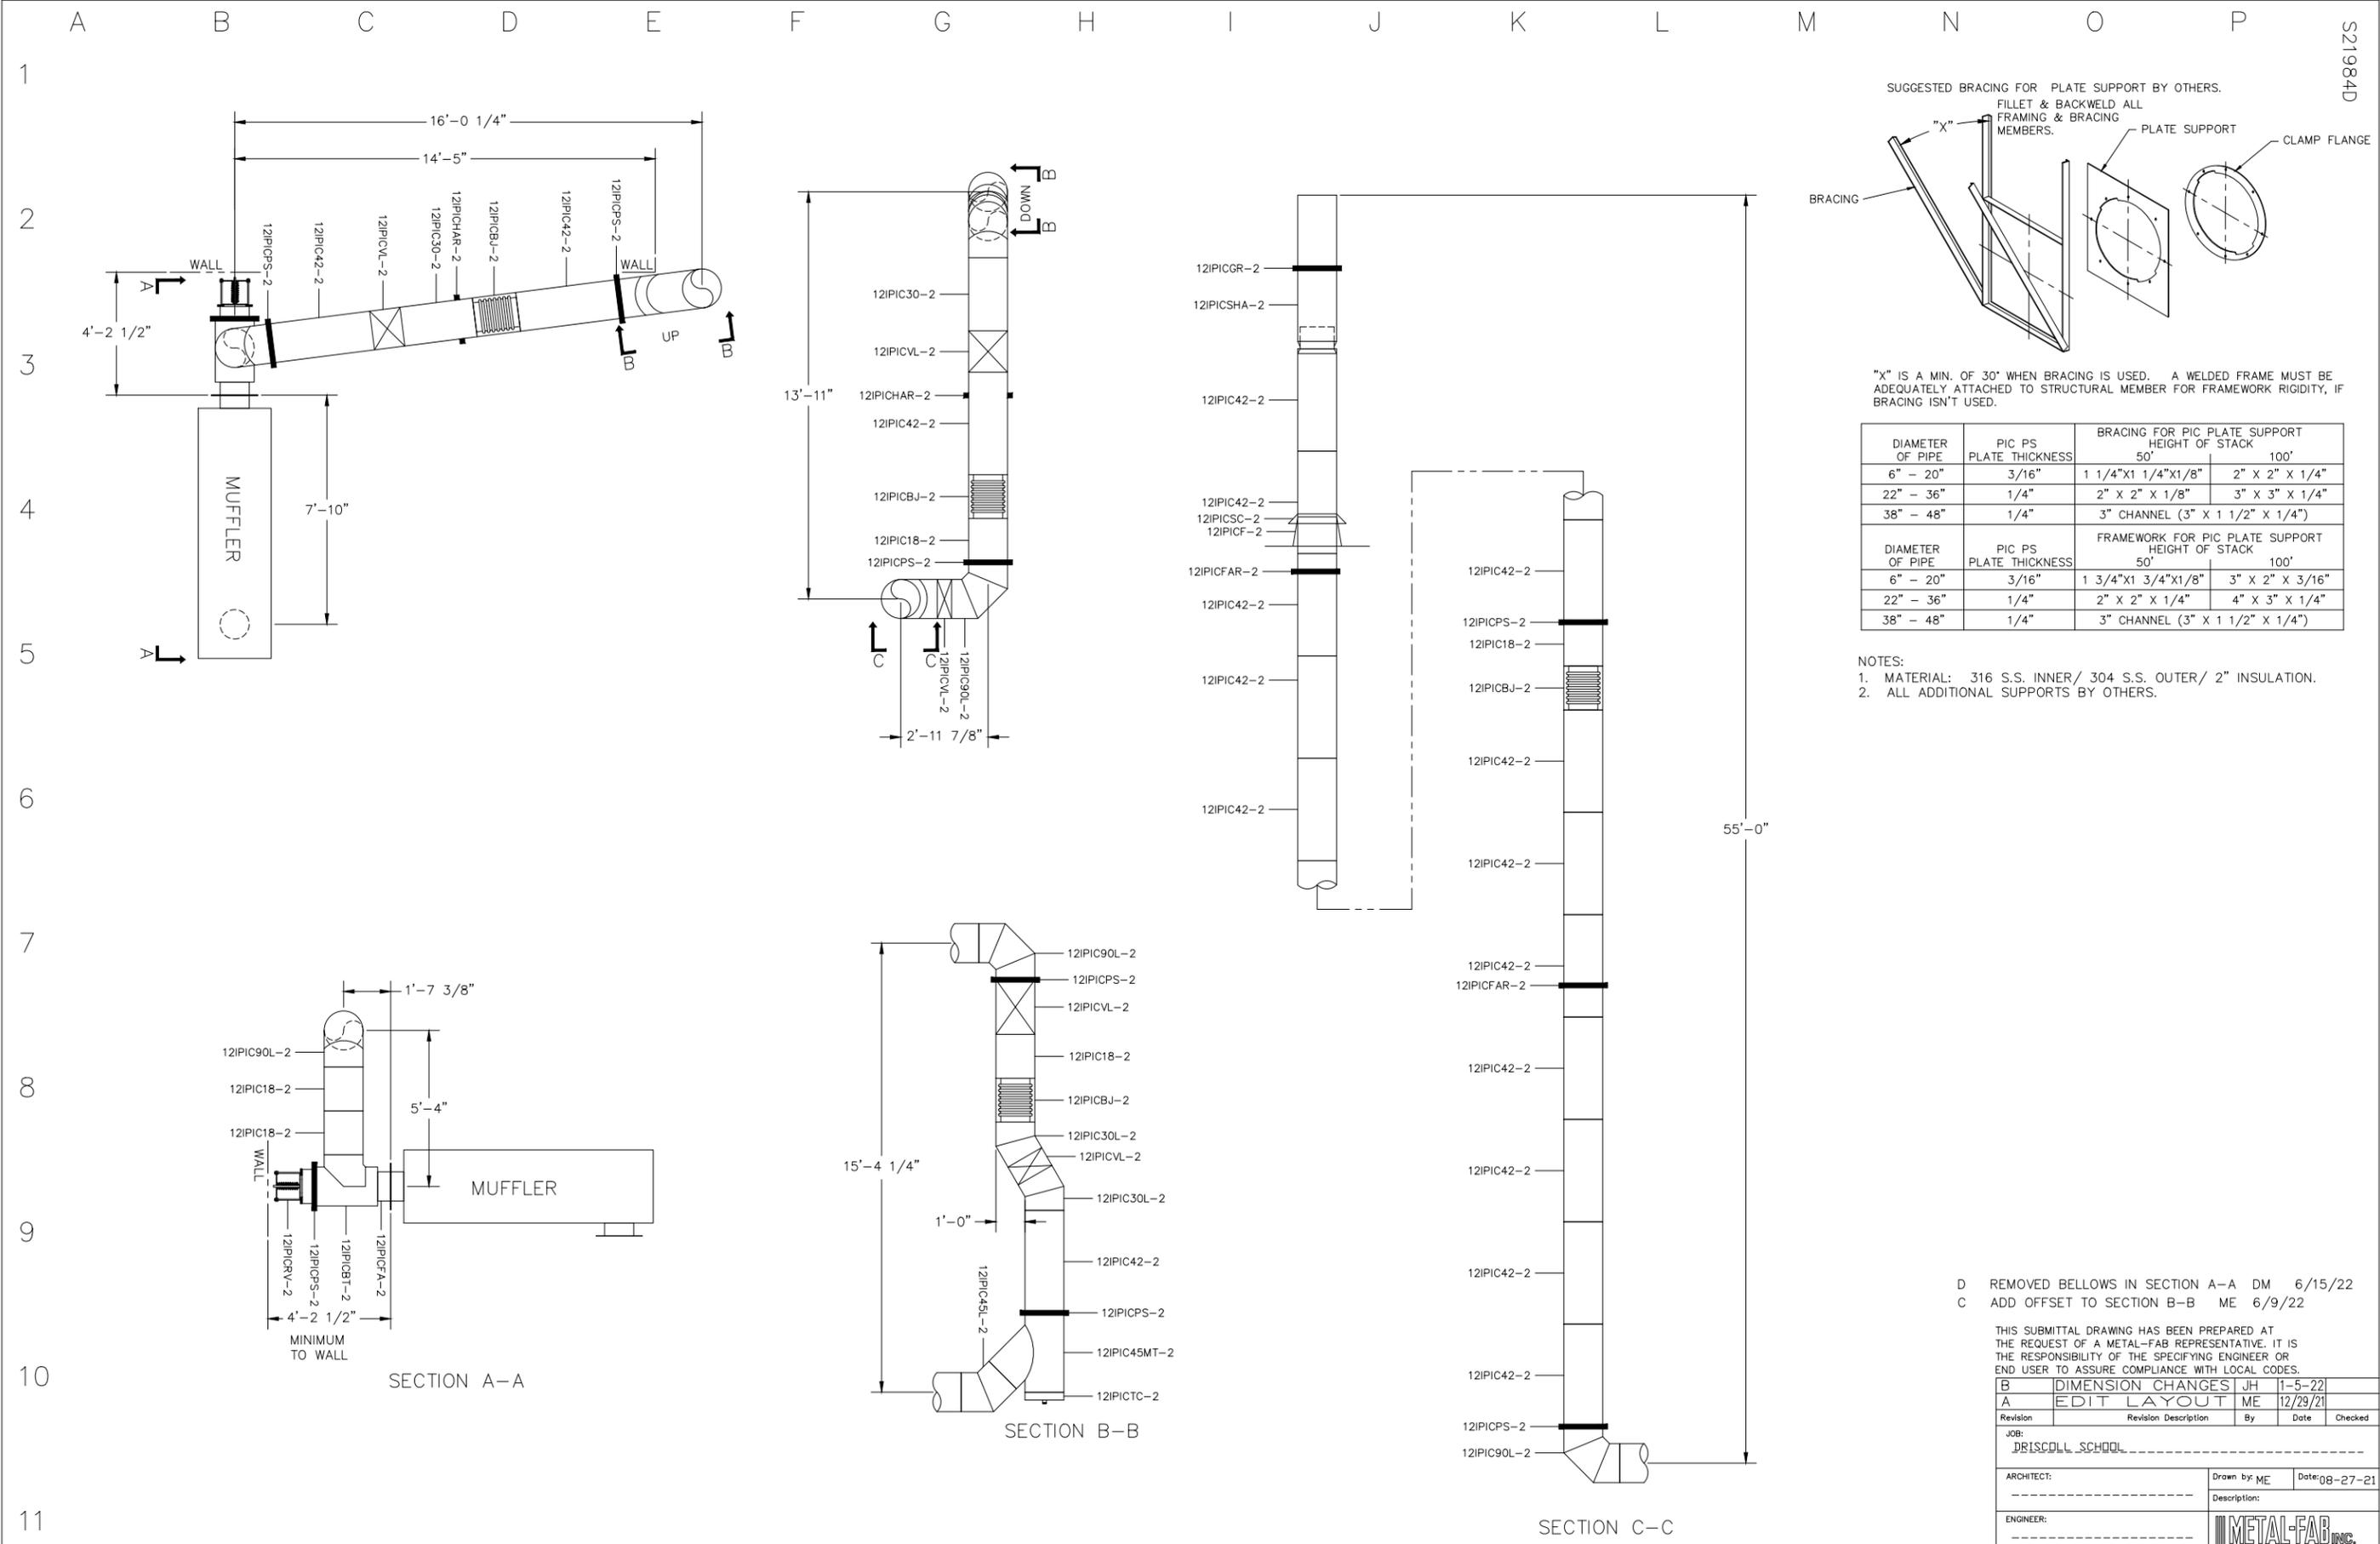 A B C D E F G H I J K L M N O P
1
2
3
4
5
6
7
8
9
10
11
S21984D
16'-0 1/4"
14'-5"
WALL
12IPICPS-2
12IPIC42-2
12IPICVL-2
12IPIC30-2
12IPICHAR-2
12IPICBJ-2
12IPIC42-2
12IPICPS-2
WALL
A
4'-2 1/2"
UP
B
B
MUFFLER
7'-10"
A
B
DOWN
B
12IPIC30-2
12IPICVL-2
13'-11"
12IPICHAR-2
12IPIC42-2
12IPICBJ-2
12IPIC18-2
12IPICPS-2
C
C
12IPICVL-2
12IPIC90L-2
2'-11 7/8"
1'-7 3/8"
12IPIC90L-2
12IPIC18-2
5'-4"
12IPIC18-2
WALL
MUFFLER
12IPICRV-2
12IPICPS-2
12IPICBT-2
12IPICFA-2
4'-2 1/2"
MINIMUM
TO WALL
SECTION A-A
12IPIC90L-2
12IPICPS-2
12IPICVL-2
12IPIC18-2
12IPICBJ-2
12IPIC30L-2
12IPICVL-2
15'-4 1/4"
12IPIC30L-2
1'-0"
12IPIC42-2
12IPIC45L-2
12IPICPS-2
12IPIC45MT-2
12IPICTC-2
SECTION B-B
12IPICGR-2
12IPICSHA-2
12IPIC42-2
12IPIC42-2
12IPICSC-2
12IPICF-2
12IPICFAR-2
12IPIC42-2
12IPIC42-2
12IPIC42-2
12IPIC42-2
12IPICPS-2
12IPIC18-2
12IPICBJ-2
12IPIC42-2
12IPIC42-2
12IPIC42-2
12IPICFAR-2
12IPIC42-2
12IPIC42-2
12IPIC42-2
12IPIC42-2
12IPICPS-2
12IPIC90L-2
55'-0"
SECTION C-C
SUGGESTED BRACING FOR PLATE SUPPORT BY OTHERS.
FILLET & BACKWELD ALL
FRAMING & BRACING
MEMBERS.
"X"
PLATE SUPPORT
CLAMP FLANGE
BRACING
"X" IS A MIN. OF 30° WHEN BRACING IS USED. A WELDED FRAME MUST BE
ADEQUATELY ATTACHED TO STRUCTURAL MEMBER FOR FRAMEWORK RIGIDITY, IF
BRACING ISN'T USED.
BRACING FOR PIC PLATE SUPPORT
DIAMETER PIC PS HEIGHT OF STACK
OF PIPE PLATE THICKNESS 50' 100'
6" - 20" 3/16" 1 1/4"X1 1/4"X1/8" 2" X 2" X 1/4"
22" - 36" 1/4" 2" X 2" X 1/8" 3" X 3" X 1/4"
38" - 48" 1/4" 3" CHANNEL (3" X 1 1/2" X 1/4")
FRAMEWORK FOR PIC PLATE SUPPORT
DIAMETER PIC PS HEIGHT OF STACK
OF PIPE PLATE THICKNESS 50' 100'
6" - 20" 3/16" 1 3/4"X1 3/4"X1/8" 3" X 2" X 3/16"
22" - 36" 1/4" 2" X 2" X 1/4" 4" X 3" X 1/4"
38" - 48" 1/4" 3" CHANNEL (3" X 1 1/2" X 1/4")
NOTES:
1. MATERIAL: 316 S.S. INNER/ 304 S.S. OUTER/ 2" INSULATION.
2. ALL ADDITIONAL SUPPORTS BY OTHERS.
D REMOVED BELLOWS IN SECTION A-A DM 6/15/22
C ADD OFFSET TO SECTION B-B ME 6/9/22
THIS SUBMITTAL DRAWING HAS BEEN PREPARED AT
THE REQUEST OF A METAL-FAB REPRESENTATIVE. IT IS
THE RESPONSIBILITY OF THE SPECIFYING ENGINEER OR
END USER TO ASSURE COMPLIANCE WITH LOCAL CODES.
B DIMENSION CHANGES JH 1-5-22
A EDIT LAYOUT ME 12/29/21
Revision Revision Description By Date Checked
JOB:
DRISCOLL SCHOOL
ARCHITECT:
Drawn by: ME Date: 08-27-21
Description:
ENGINEER:
METAL-FAB INC.